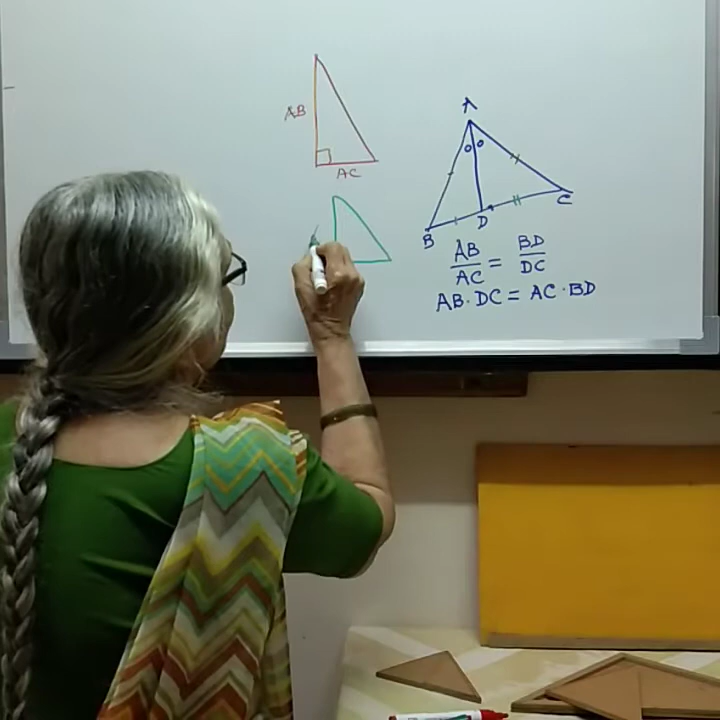 AB
AC
A
B
D
C
AB/AC = BD/DC
AB · DC = AC · BD